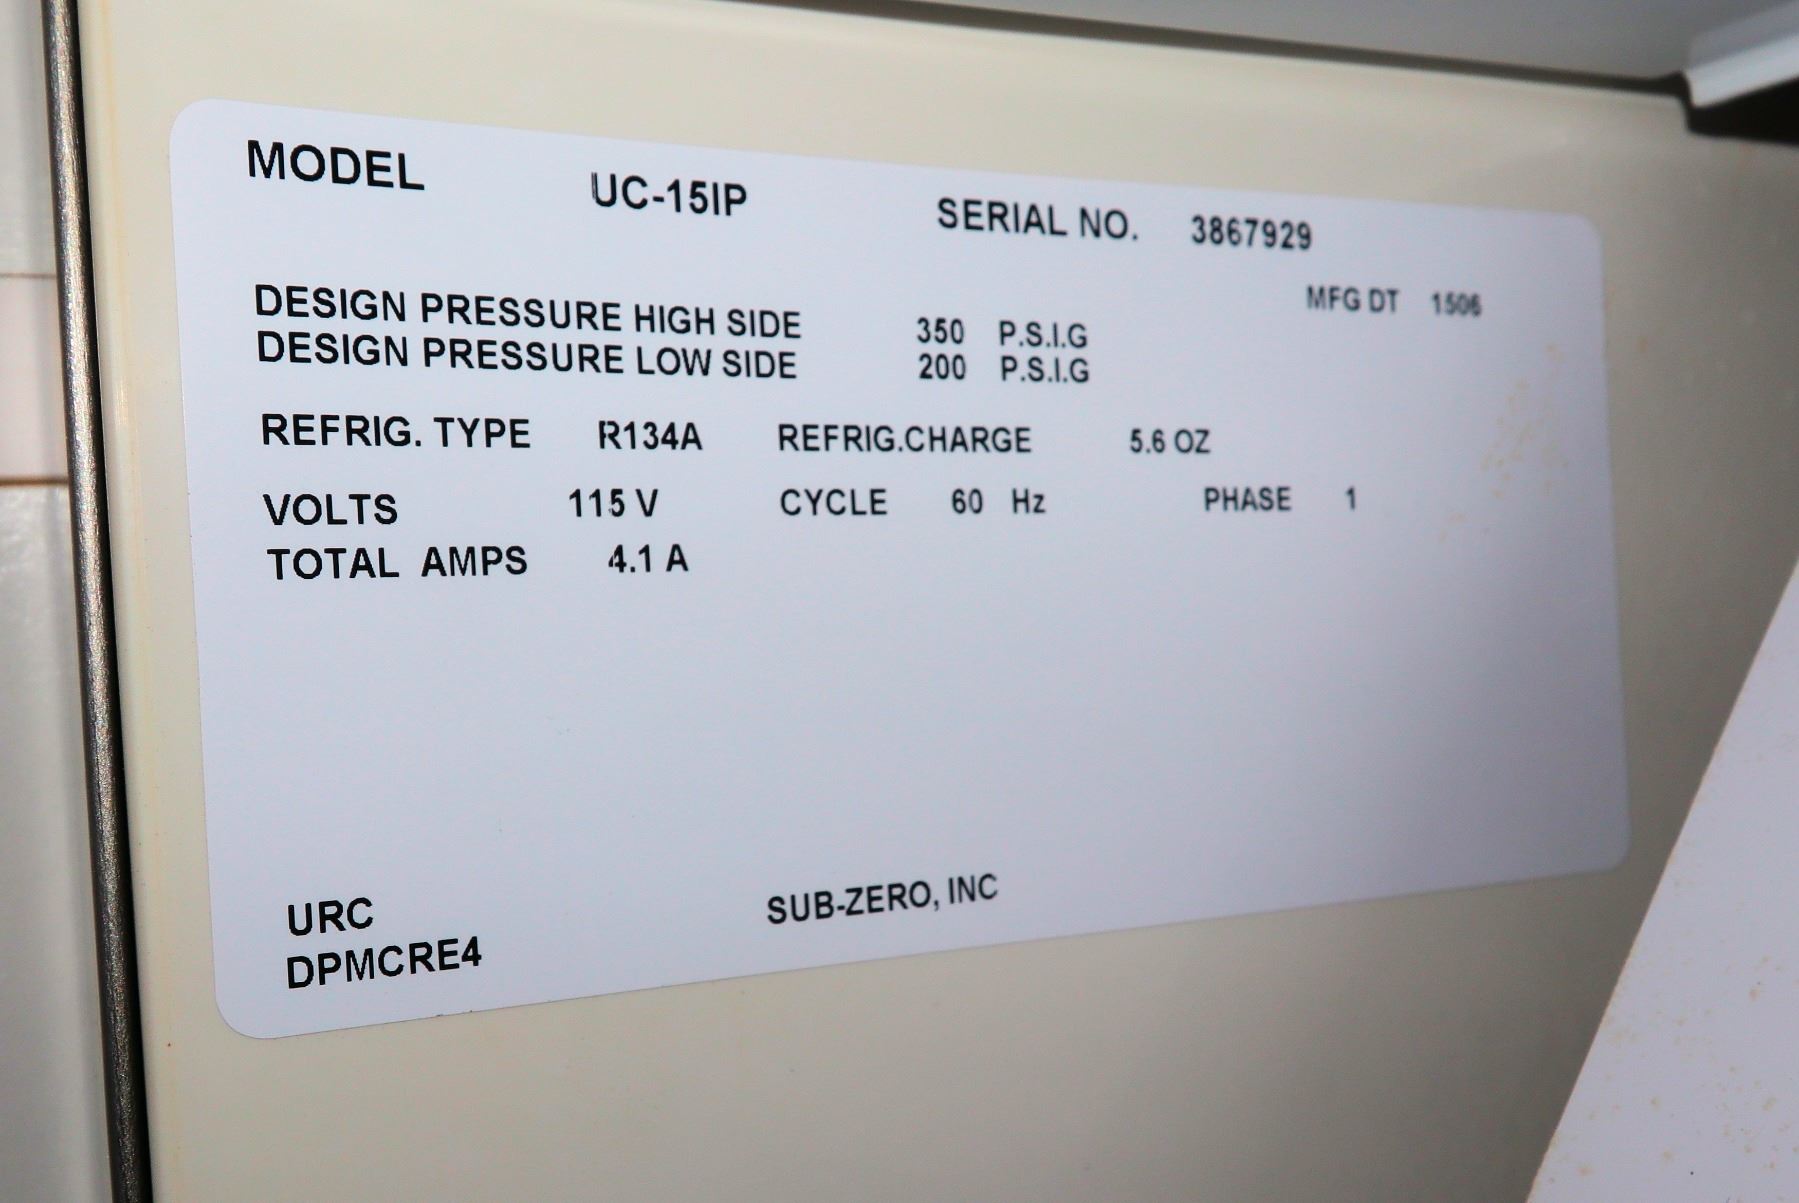 MODEL UC-15IP SERIAL NO. 3867929
MFG DT 1506
DESIGN PRESSURE HIGH SIDE 350 P.S.I.G
DESIGN PRESSURE LOW SIDE 200 P.S.I.G
REFRIG. TYPE R134A REFRIG.CHARGE 5.6 OZ
VOLTS 115 V CYCLE 60 Hz PHASE 1
TOTAL AMPS 4.1 A
URC SUB-ZERO, INC
DPMCRE4